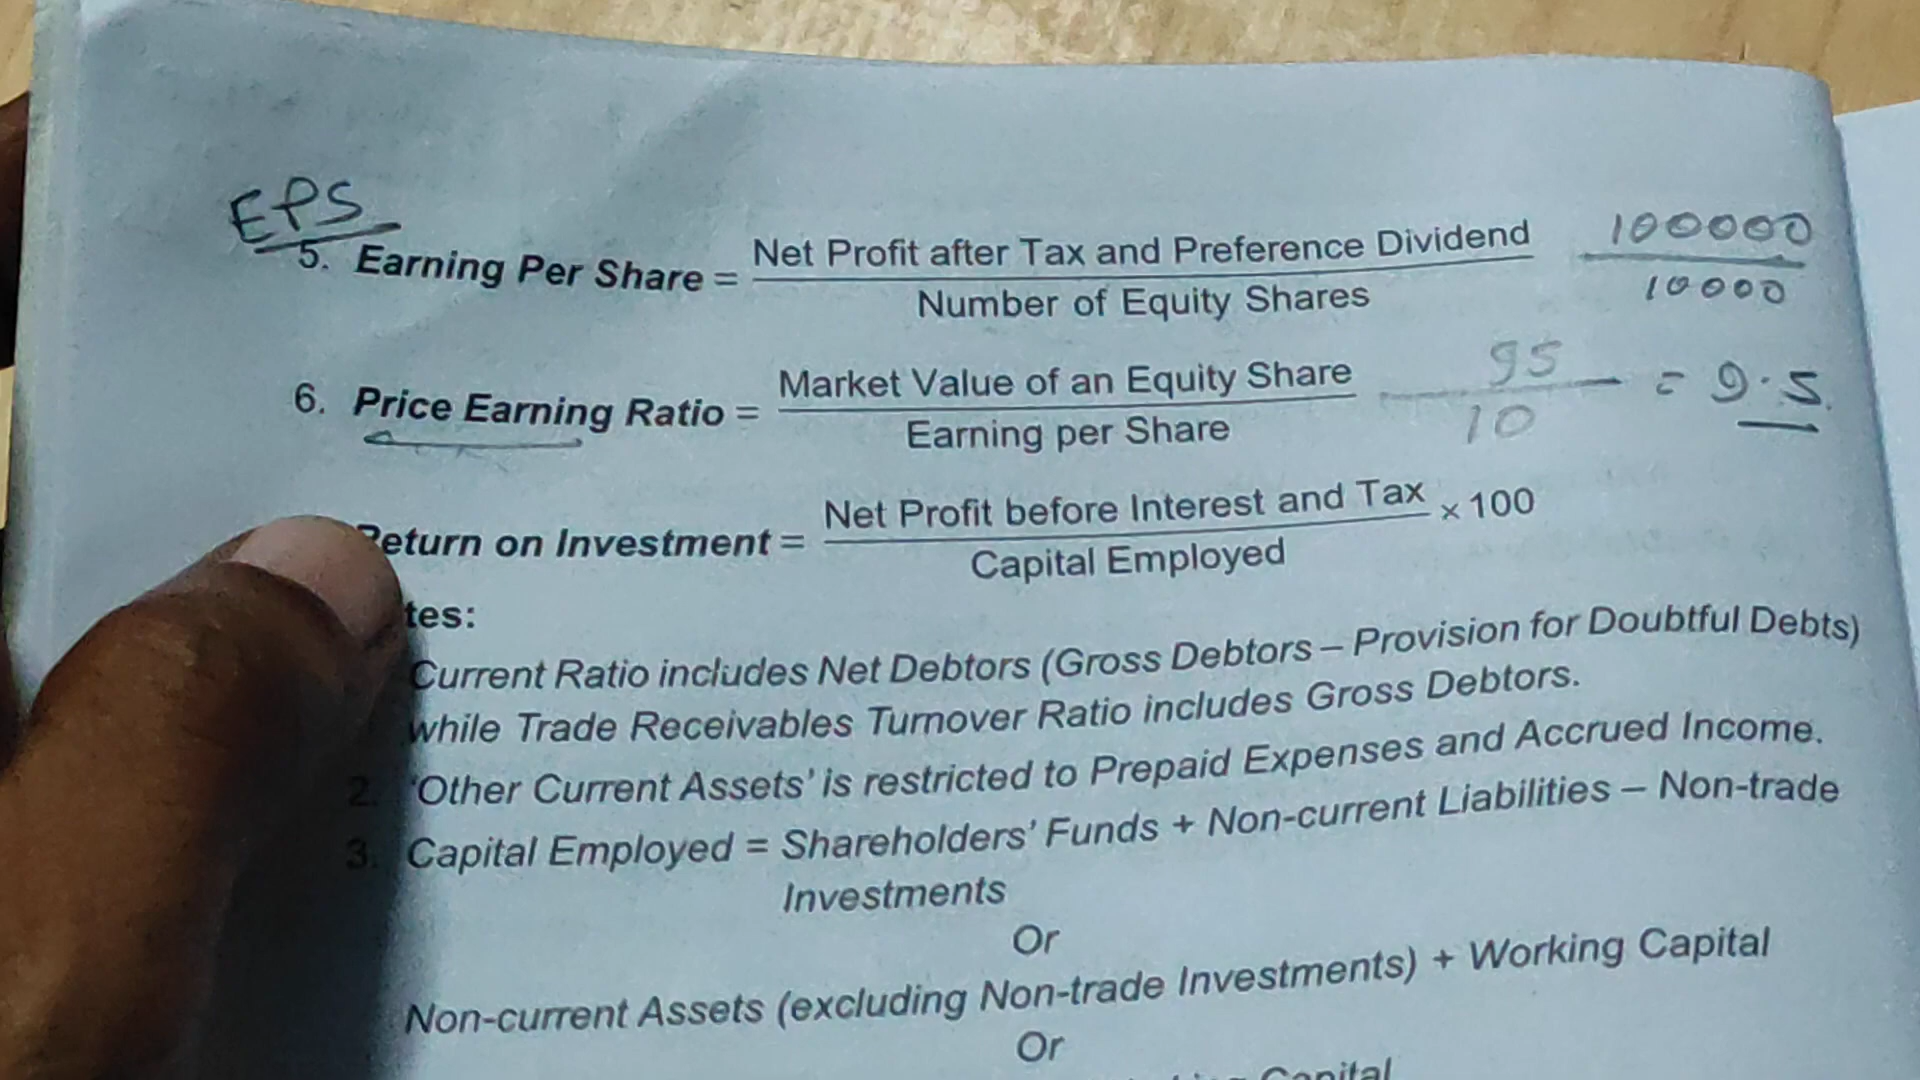 EPS
5. Earning Per Share = Net Profit after Tax and Preference Dividend / Number of Equity Shares 100000 / 10000
6. Price Earning Ratio = Market Value of an Equity Share / Earning per Share 95 / 10 = 9.5
Return on Investment = Net Profit before Interest and Tax / Capital Employed × 100
tes:
Current Ratio includes Net Debtors (Gross Debtors – Provision for Doubtful Debts)
while Trade Receivables Turnover Ratio includes Gross Debtors.
2. 'Other Current Assets' is restricted to Prepaid Expenses and Accrued Income.
3. Capital Employed = Shareholders' Funds + Non-current Liabilities – Non-trade
Investments
Or
Non-current Assets (excluding Non-trade Investments) + Working Capital
Or
Capital